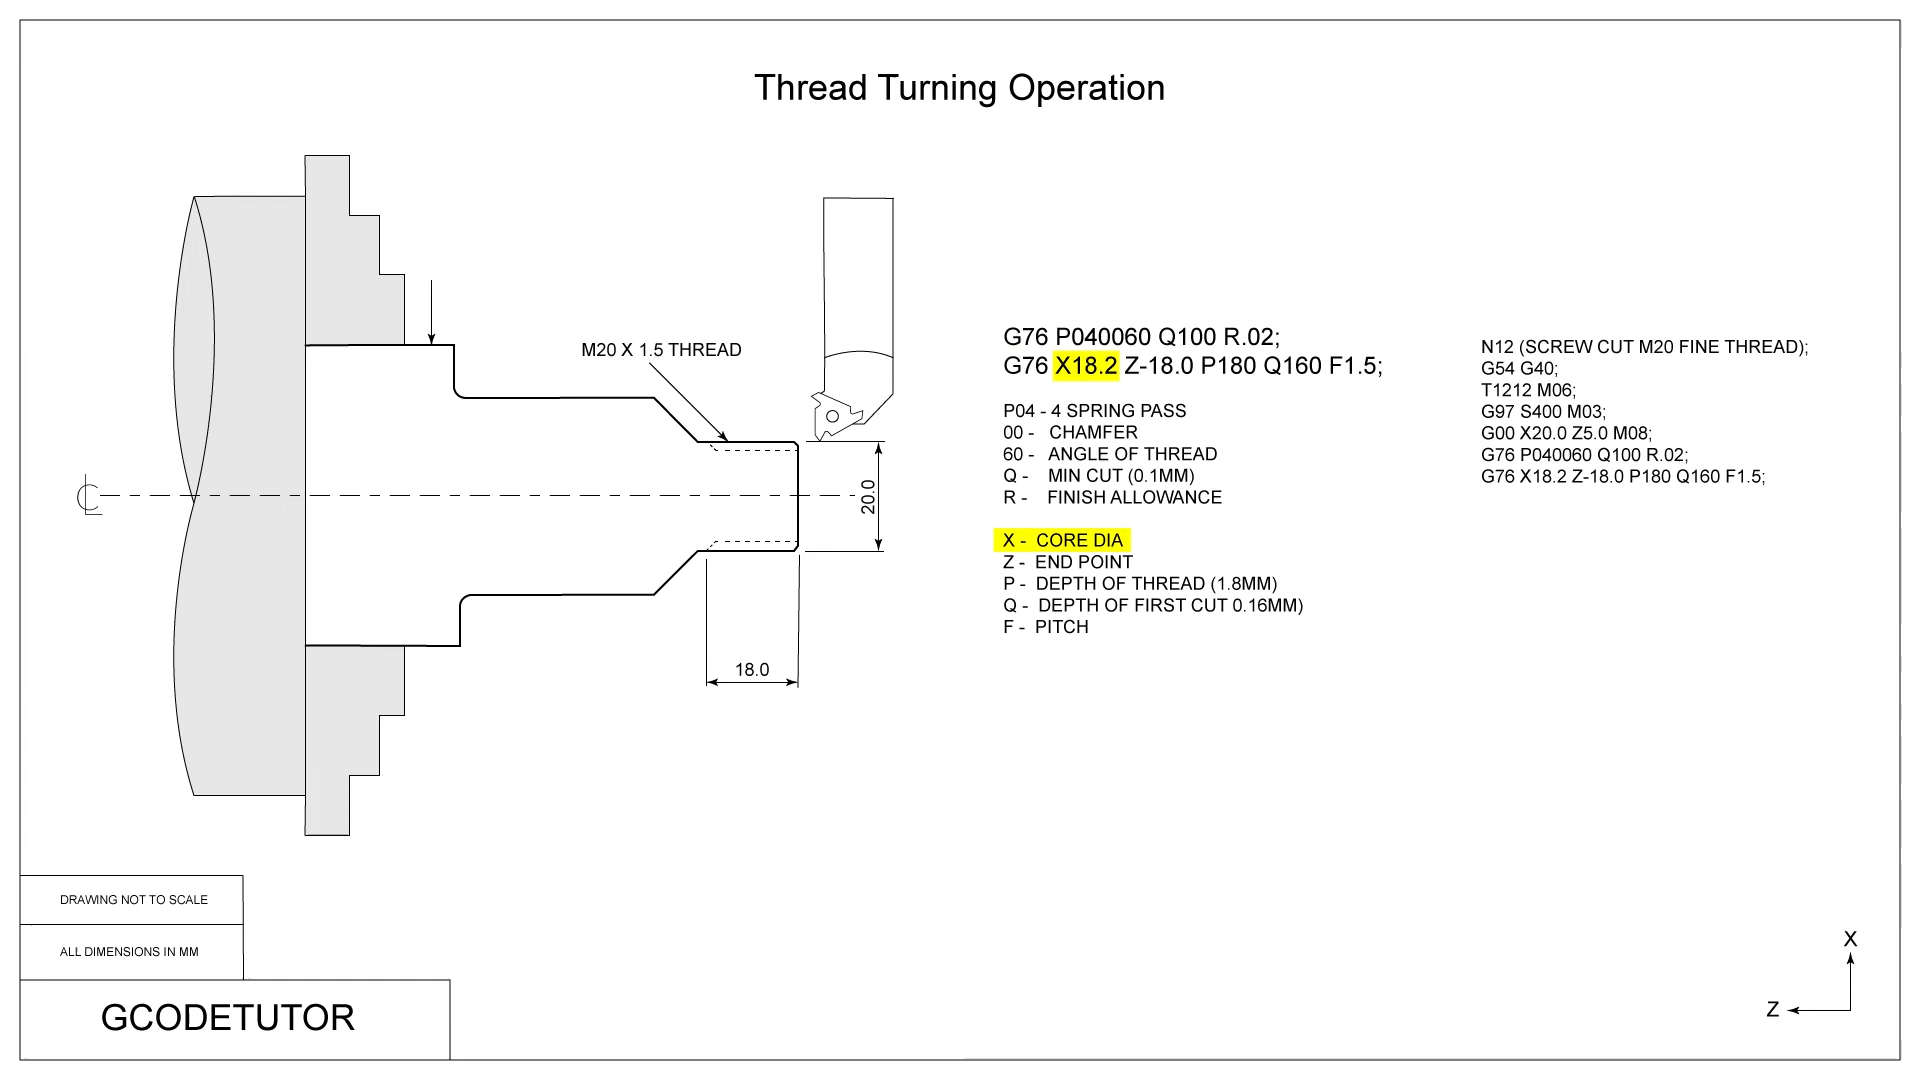 Thread Turning Operation
M20 X 1.5 THREAD
20.0
18.0
G76 P040060 Q100 R.02;
G76 X18.2 Z-18.0 P180 Q160 F1.5;
P04 - 4 SPRING PASS
00 - CHAMFER
60 - ANGLE OF THREAD
Q - MIN CUT (0.1MM)
R - FINISH ALLOWANCE
X - CORE DIA
Z - END POINT
P - DEPTH OF THREAD (1.8MM)
Q - DEPTH OF FIRST CUT 0.16MM)
F - PITCH
N12 (SCREW CUT M20 FINE THREAD);
G54 G40;
T1212 M06;
G97 S400 M03;
G00 X20.0 Z5.0 M08;
G76 P040060 Q100 R.02;
G76 X18.2 Z-18.0 P180 Q160 F1.5;
DRAWING NOT TO SCALE
ALL DIMENSIONS IN MM
GCODETUTOR
X
Z